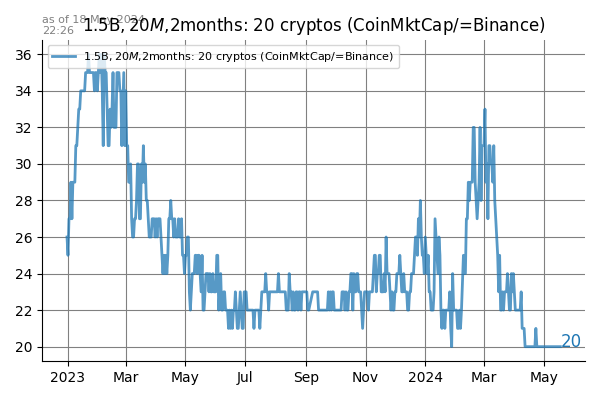 as of 18 May 2024
22:26
1.5B, 20M,2months: 20 cryptos (CoinMktCap/=Binance)
1.5B, 20M,2months: 20 cryptos (CoinMktCap/=Binance)
36
34
32
30
28
26
24
22
20
20
2023
Mar
May
Jul
Sep
Nov
2024
Mar
May